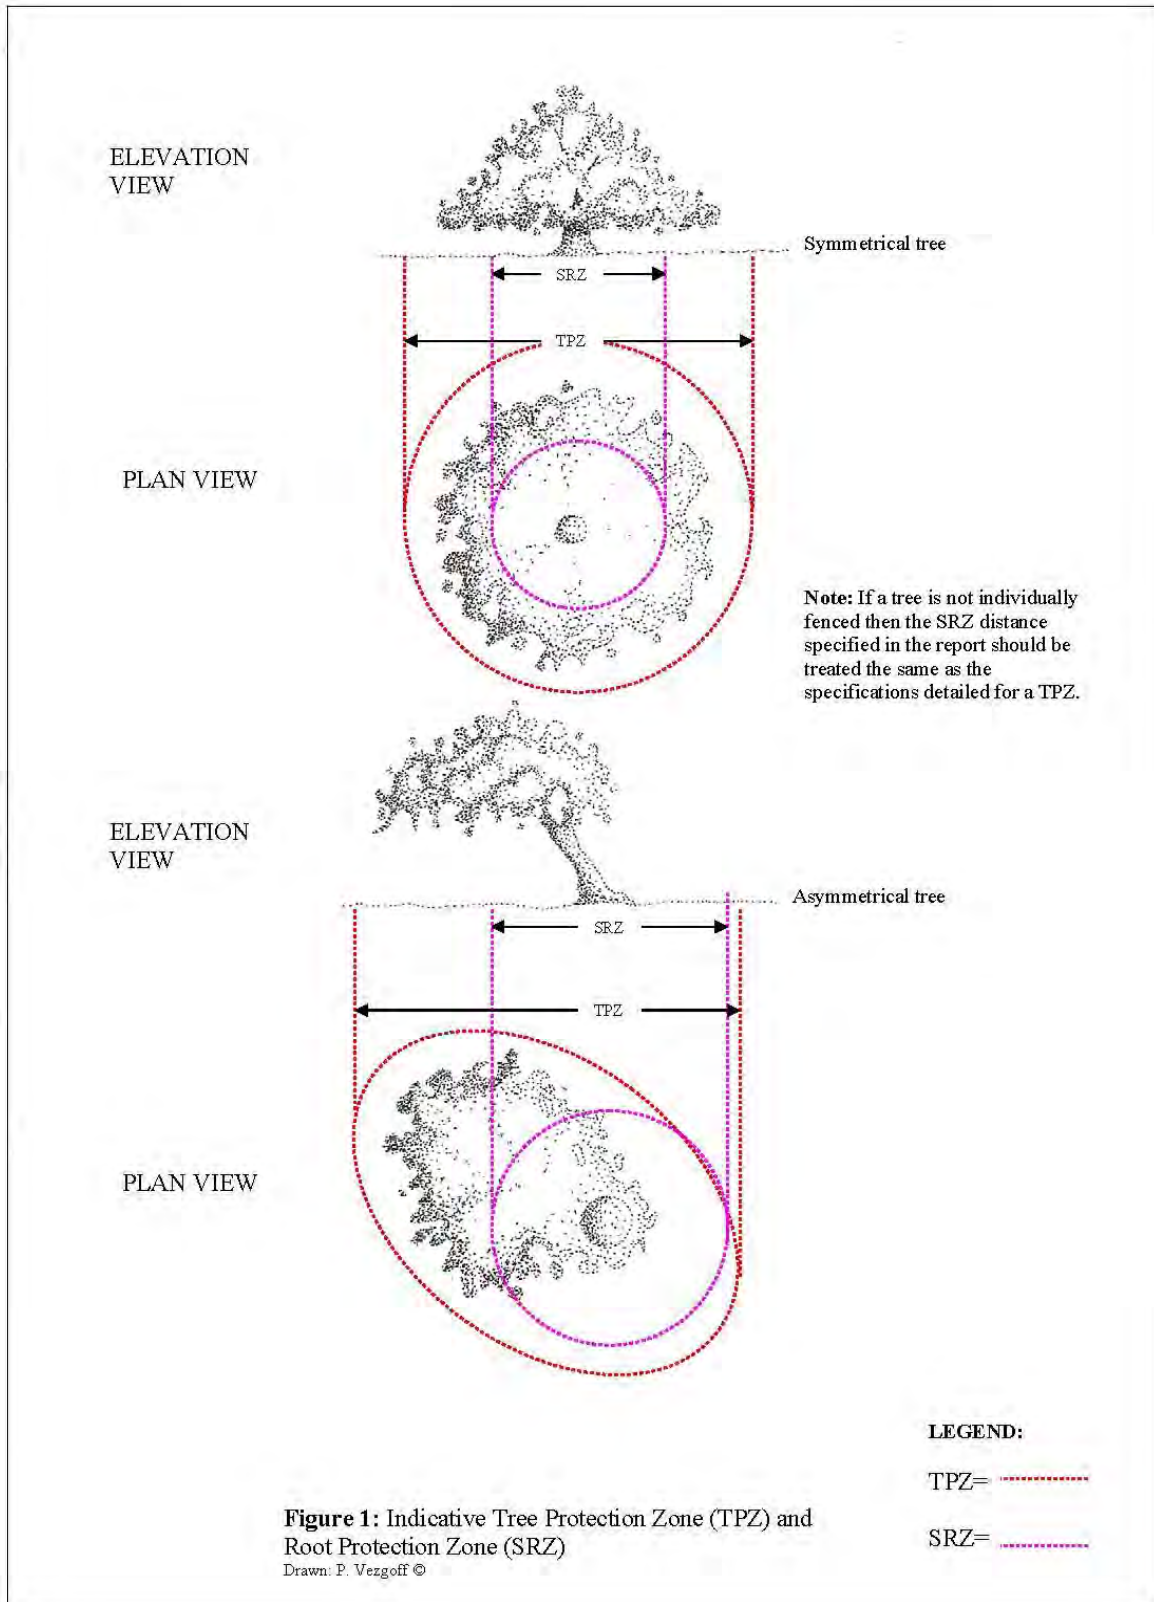 ELEVATION
VIEW
Symmetrical tree
SRZ
TPZ
PLAN VIEW
Note: If a tree is not individually
fenced then the SRZ distance
specified in the report should be
treated the same as the
specifications detailed for a TPZ.
ELEVATION
VIEW
Asymmetrical tree
SRZ
TPZ
PLAN VIEW
LEGEND:
TPZ=
SRZ=
Figure 1: Indicative Tree Protection Zone (TPZ) and
Root Protection Zone (SRZ)
Drawn: P. Vezgoff ©